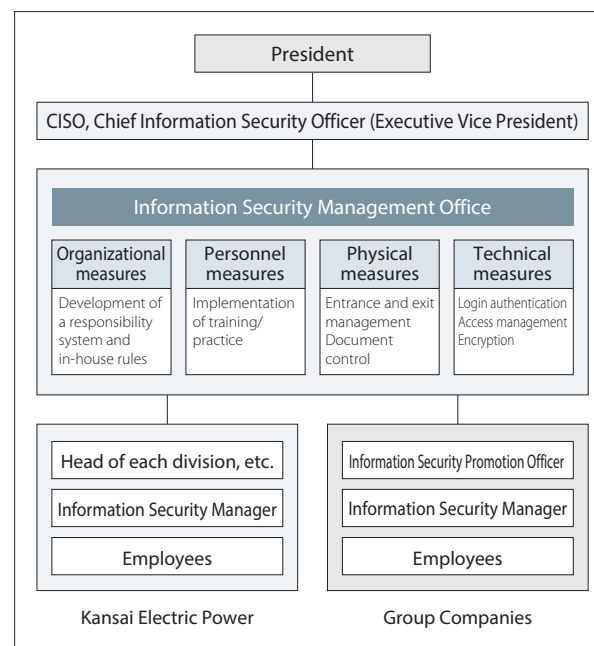 President
CISO, Chief Information Security Officer (Executive Vice President)
Information Security Management Office
Organizational
measures
Development of
a responsibility
system and
in-house rules
Personnel
measures
Implementation
of training/
practice
Physical
measures
Entrance and exit
management
Document
control
Technical
measures
Login authentication
Access management
Encryption
Head of each division, etc.
Information Security Manager
Employees
Kansai Electric Power
Information Security Promotion Officer
Information Security Manager
Employees
Group Companies